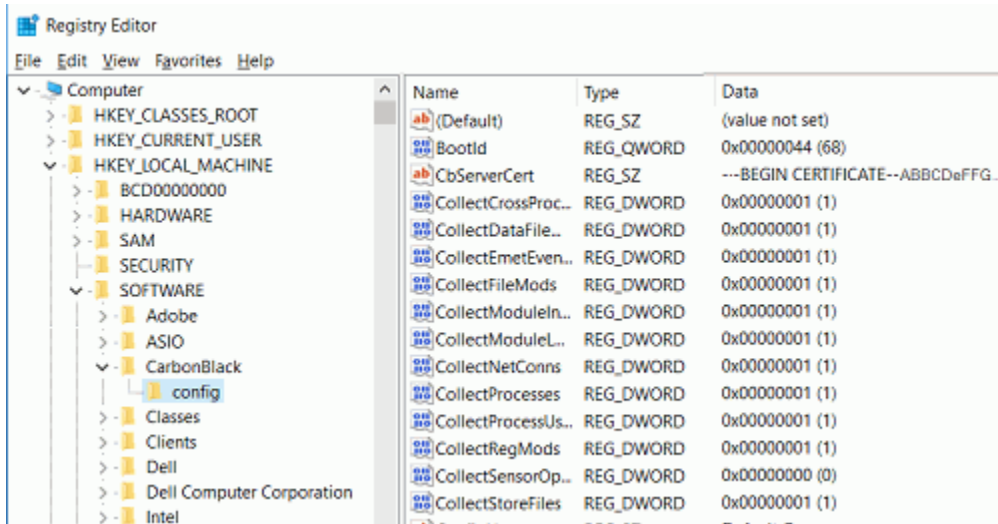 Registry Editor
File Edit View Favorites Help
Computer
HKEY_CLASSES_ROOT
HKEY_CURRENT_USER
HKEY_LOCAL_MACHINE
BCD00000000
HARDWARE
SAM
SECURITY
SOFTWARE
Adobe
ASIO
CarbonBlack
config
Classes
Clients
Dell
Dell Computer Corporation
Intel
Name Type Data
(Default) REG_SZ (value not set)
BootId REG_QWORD 0x00000044 (68)
CbServerCert REG_SZ ---BEGIN CERTIFICATE--ABBCDeFFG...
CollectCrossProc... REG_DWORD 0x00000001 (1)
CollectDataFile... REG_DWORD 0x00000001 (1)
CollectEmetEven... REG_DWORD 0x00000001 (1)
CollectFileMods REG_DWORD 0x00000001 (1)
CollectModuleIn... REG_DWORD 0x00000001 (1)
CollectModuleL... REG_DWORD 0x00000001 (1)
CollectNetConns REG_DWORD 0x00000001 (1)
CollectProcesses REG_DWORD 0x00000001 (1)
CollectProcessUs... REG_DWORD 0x00000001 (1)
CollectRegMods REG_DWORD 0x00000001 (1)
CollectSensorOp... REG_DWORD 0x00000000 (0)
CollectStoreFiles REG_DWORD 0x00000001 (1)